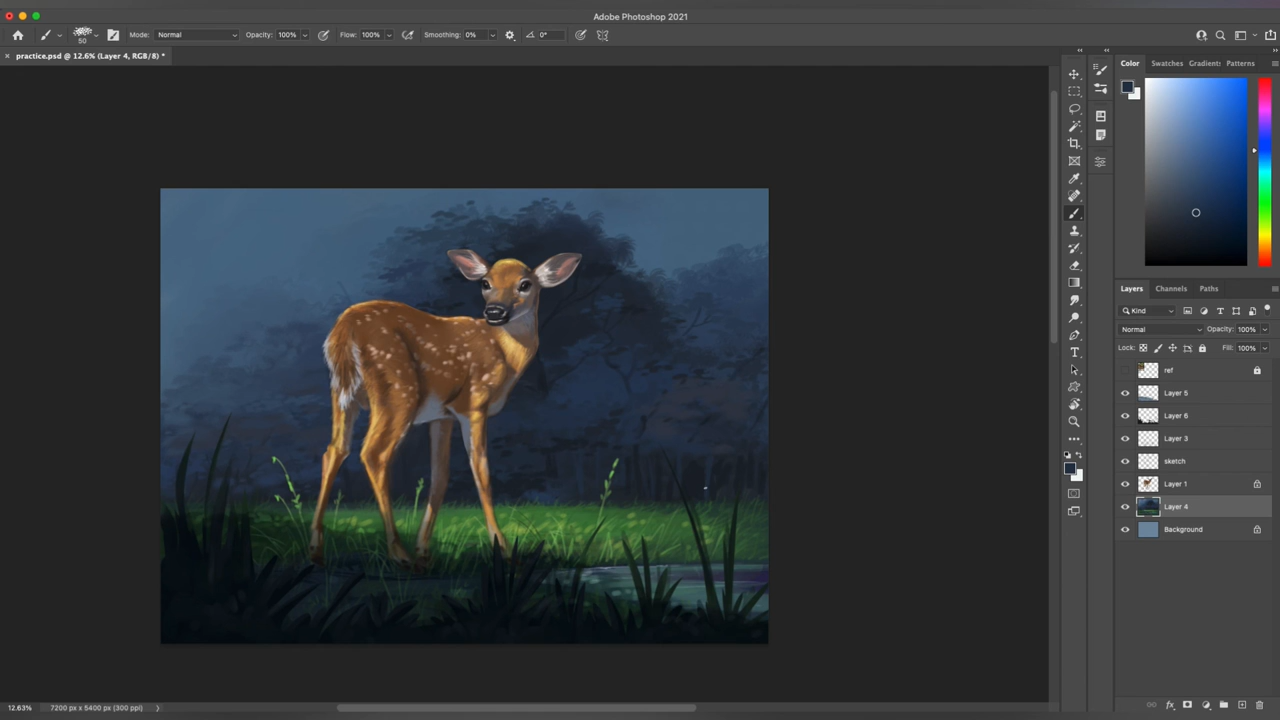 Adobe Photoshop 2021
50 Mode: Normal Opacity: 100% Flow: 100% Smoothing: 0% 0°
practice.psd @ 12.6% (Layer 4, RGB/8) *
Color Swatches Gradients Patterns
Layers Channels Paths
Kind
Normal Opacity: 100%
Lock: Fill: 100%
ref
Layer 5
Layer 6
Layer 3
sketch
Layer 1
Layer 4
Background
12.63% 7200 px x 5400 px (300 ppi)